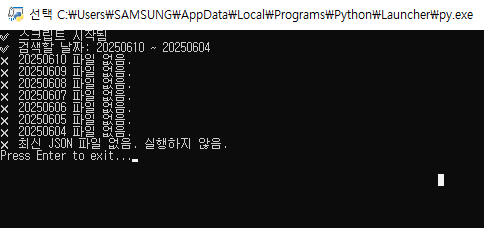 선택 C:₩Users₩SAMSUNG₩AppData₩Local₩Programs₩Python₩Launcher₩py.exe
✔ 스크립트 시작됨
✔ 검색할 날짜: 20250610 ~ 20250604
✖ 20250610 파일 없음.
✖ 20250609 파일 없음.
✖ 20250608 파일 없음.
✖ 20250607 파일 없음.
✖ 20250606 파일 없음.
✖ 20250605 파일 없음.
✖ 20250604 파일 없음.
✖ 최신 JSON 파일 없음. 실행하지 않음.
Press Enter to exit...